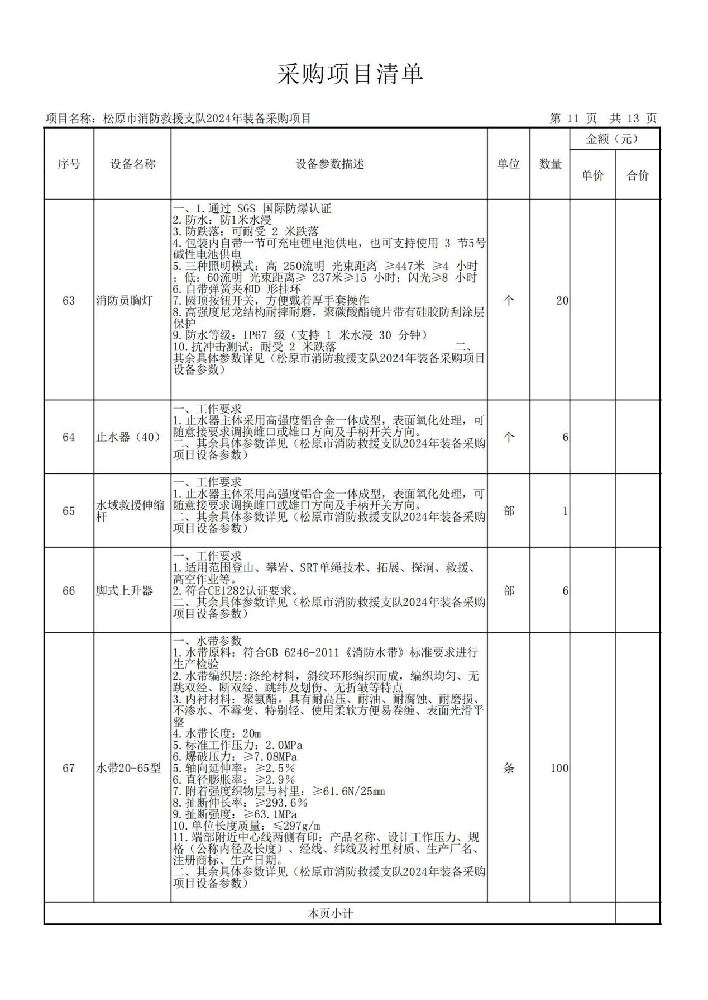 采购项目清单
项目名称：松原市消防救援支队2024年装备采购项目
第 11 页 共 13 页
序号
设备名称
设备参数描述
单位
数量
金额（元）
单价
合价
63
消防员胸灯
一、1.通过 SGS 国际防爆认证
2.防水：防1米水浸
3.防跌落：可耐受 2 米跌落
4.包装内自带一节可充电锂电池供电，也可支持使用 3 节5号
碱性电池供电
5.三种照明模式：高 250流明 光束距离 ≥447米 ≥4 小时
；低：60流明 光束距离≥ 237米≥15 小时；闪光≥8 小时
6.自带弹簧夹和D 形挂环
7.圆顶按钮开关，方便戴着厚手套操作
8.高强度尼龙结构耐摔耐磨，聚碳酸酯镜片带有硅胶防刮涂层
保护
9.防水等级：IP67 级（支持 1 米水浸 30 分钟）
10.抗冲击测试：耐受 2 米跌落 二、
其余具体参数详见（松原市消防救援支队2024年装备采购项目
设备参数）
个
20
64
止水器（40）
一、工作要求
1.止水器主体采用高强度铝合金一体成型，表面氧化处理，可
随意接要求调换雌口或雄口方向及手柄开关方向。
二、其余具体参数详见（松原市消防救援支队2024年装备采购
项目设备参数）
个
6
65
水域救援伸缩
杆
一、工作要求
1.止水器主体采用高强度铝合金一体成型，表面氧化处理，可
随意接要求调换雌口或雄口方向及手柄开关方向。
二、其余具体参数详见（松原市消防救援支队2024年装备采购
项目设备参数）
部
1
66
脚式上升器
一、工作要求
1.适用范围登山、攀岩、SRT单绳技术、拓展、探洞、救援、
高空作业等。
2.符合CE1282认证要求。
二、其余具体参数详见（松原市消防救援支队2024年装备采购
项目设备参数）
部
6
67
水带20-65型
一、水带参数
1.水带原料：符合GB 6246-2011《消防水带》标准要求进行
生产检验
2.水带编织层:涤纶材料，斜纹环形编织而成，编织均匀、无
跳双经、断双经、跳纬及划伤、无折皱等特点
3.内衬材料：聚氨酯。具有耐高压、耐油、耐腐蚀、耐磨损、
不渗水、不霉变、特别轻、使用柔软方便易卷缠、表面光滑平
整
4.水带长度：20m
5.标准工作压力：2.0MPa
6.爆破压力：≥7.08MPa
5.轴向延伸率：≥2.5%
6.直径膨胀率：≥2.9%
7.附着强度织物层与衬里：≥61.6N/25mm
8.扯断伸长率：≥293.6%
9.扯断强度：≥63.1MPa
10.单位长度质量：≤297g/m
11.端部附近中心线两侧有印：产品名称、设计工作压力、规
格（公称内径及长度）、经线、纬线及衬里材质、生产厂名、
注册商标、生产日期。
二、其余具体参数详见（松原市消防救援支队2024年装备采购
项目设备参数）
条
100
本页小计